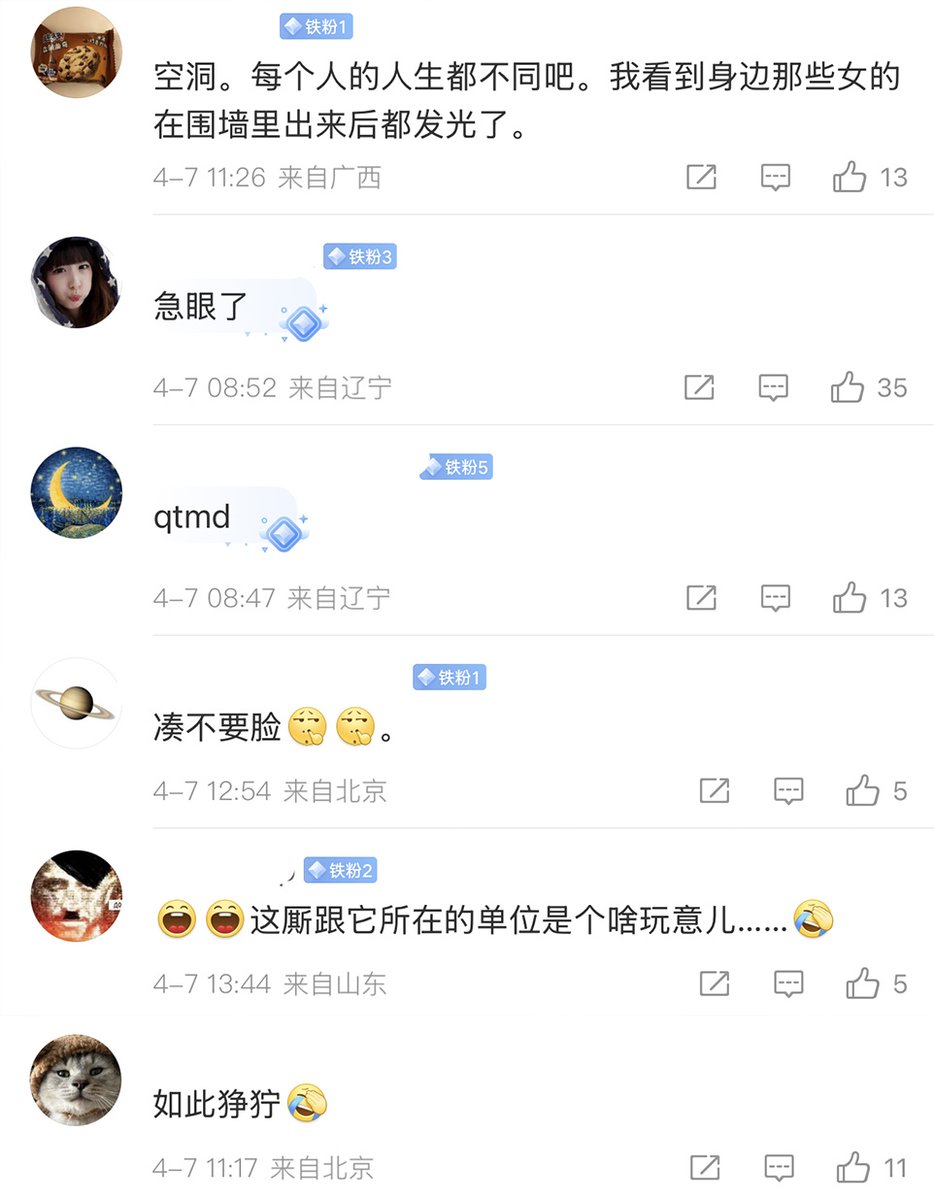 铁粉1
空洞。每个人的人生都不同吧。我看到身边那些女的
在围墙里出来后都发光了。
4-7 11:26 来自广西
13
铁粉3
急眼了
4-7 08:52 来自辽宁
35
铁粉5
qtmd
4-7 08:47 来自辽宁
13
铁粉1
凑不要脸。
4-7 12:54 来自北京
5
铁粉2
这厮跟它所在的单位是个啥玩意儿……
4-7 13:44 来自山东
5
如此狰狞
4-7 11:17 来自北京
11